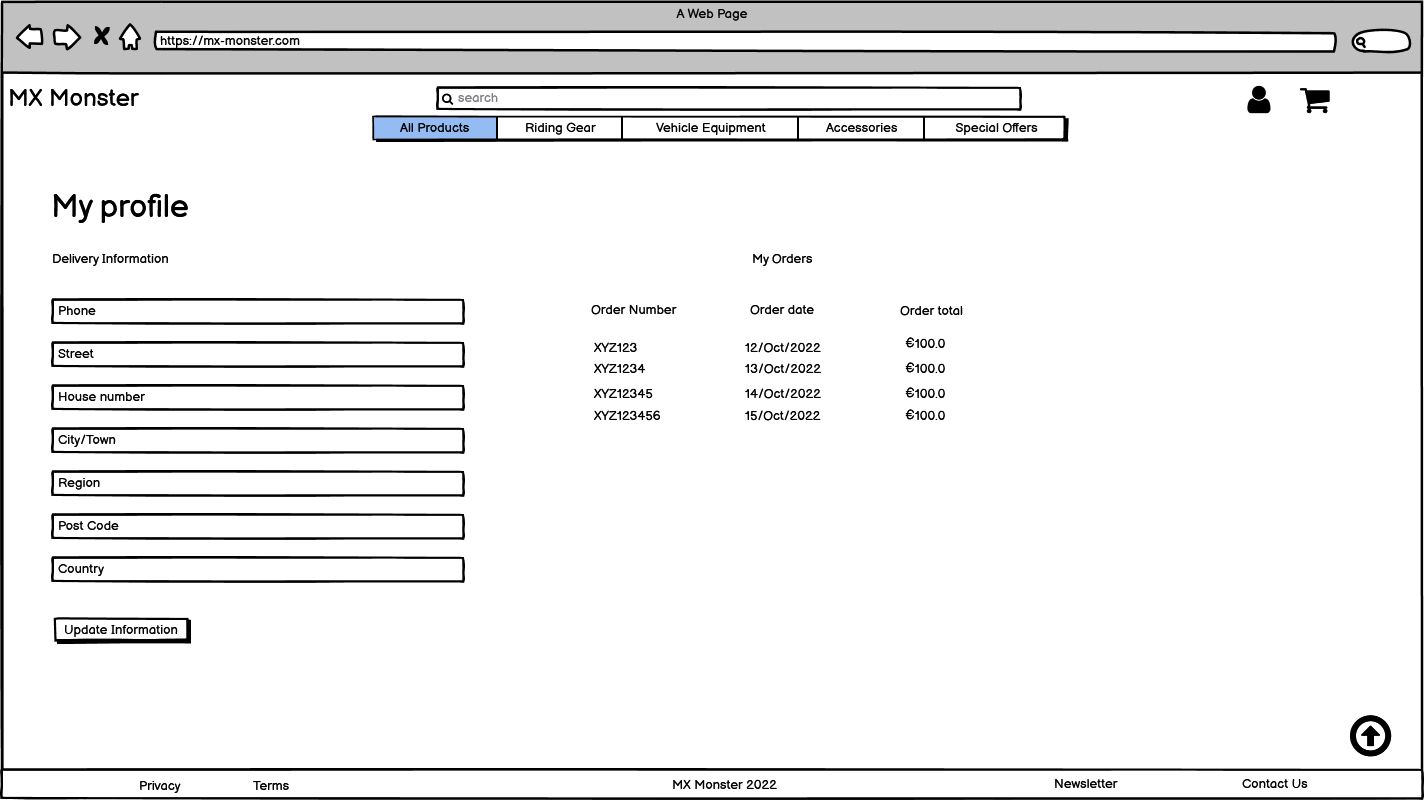 A Web Page
https://mx-monster.com
MX Monster
search
All Products Riding Gear Vehicle Equipment Accessories Special Offers
My profile
Delivery Information
My Orders
Phone
Street
House number
City/Town
Region
Post Code
Country
Update Information
Order Number Order date Order total
XYZ123 12/Oct/2022 €100.0
XYZ1234 13/Oct/2022 €100.0
XYZ12345 14/Oct/2022 €100.0
XYZ123456 15/Oct/2022 €100.0
Privacy Terms MX Monster 2022 Newsletter Contact Us